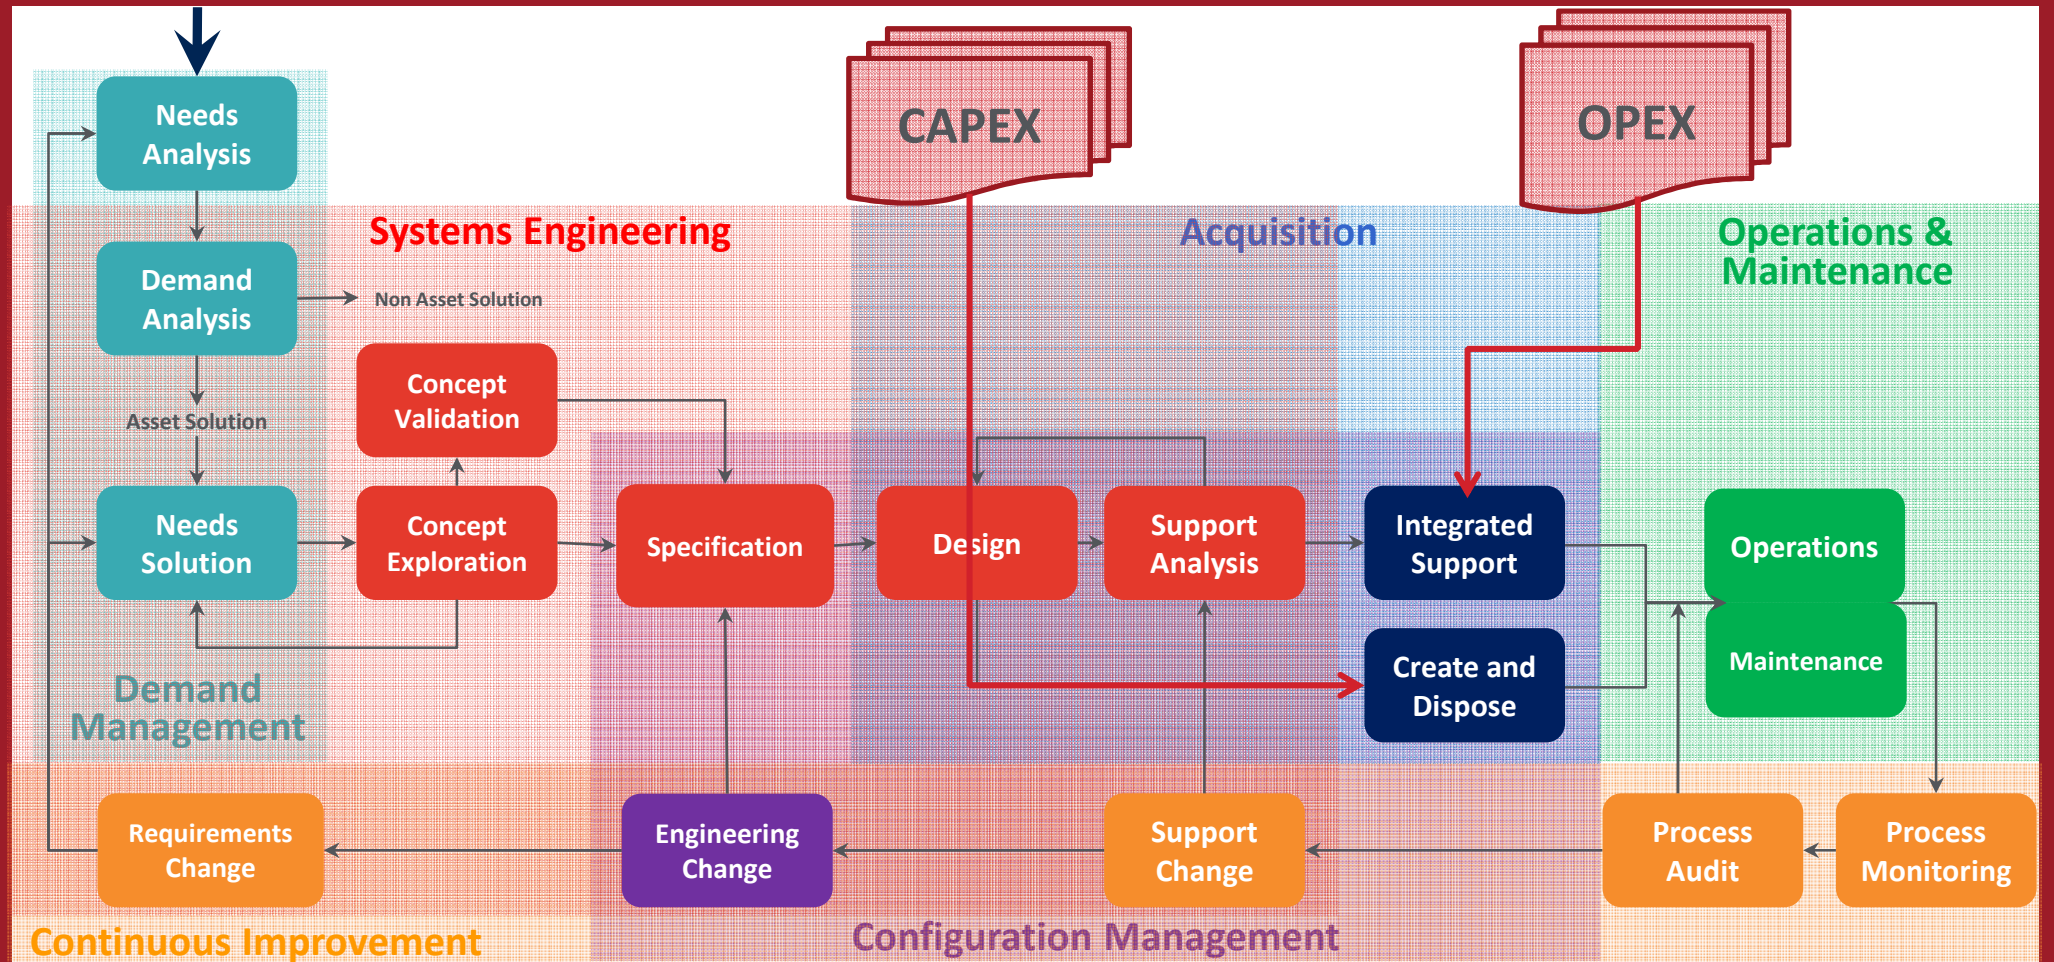 CAPEX
OPEX
Needs
Analysis
Systems Engineering
Acquisition
Operations &
Maintenance
Demand
Analysis
Non Asset Solution
Concept
Validation
Asset Solution
Needs
Solution
Concept
Exploration
Specification
Design
Support
Analysis
Integrated
Support
Operations
Maintenance
Create and
Dispose
Demand
Management
Requirements
Change
Engineering
Change
Support
Change
Process
Audit
Process
Monitoring
Continuous Improvement
Configuration Management